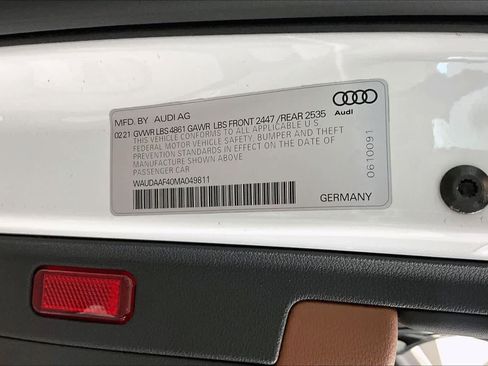 MFD. BY AUDI AG
0221 GVWR LBS 4861 GAWR LBS FRONT 2447 /REAR 2535
THIS VEHICLE CONFORMS TO ALL APPLICABLE U S
FEDERAL MOTOR VEHICLE SAFETY, BUMPER AND THEFT
PREVENTION STANDARDS IN EFFECT ON THE DATE OF
MANUFACTURE SHOWN ABOVE
PASSENGER CAR
WAUDAAF40MA049811
Audi
0610091
GERMANY